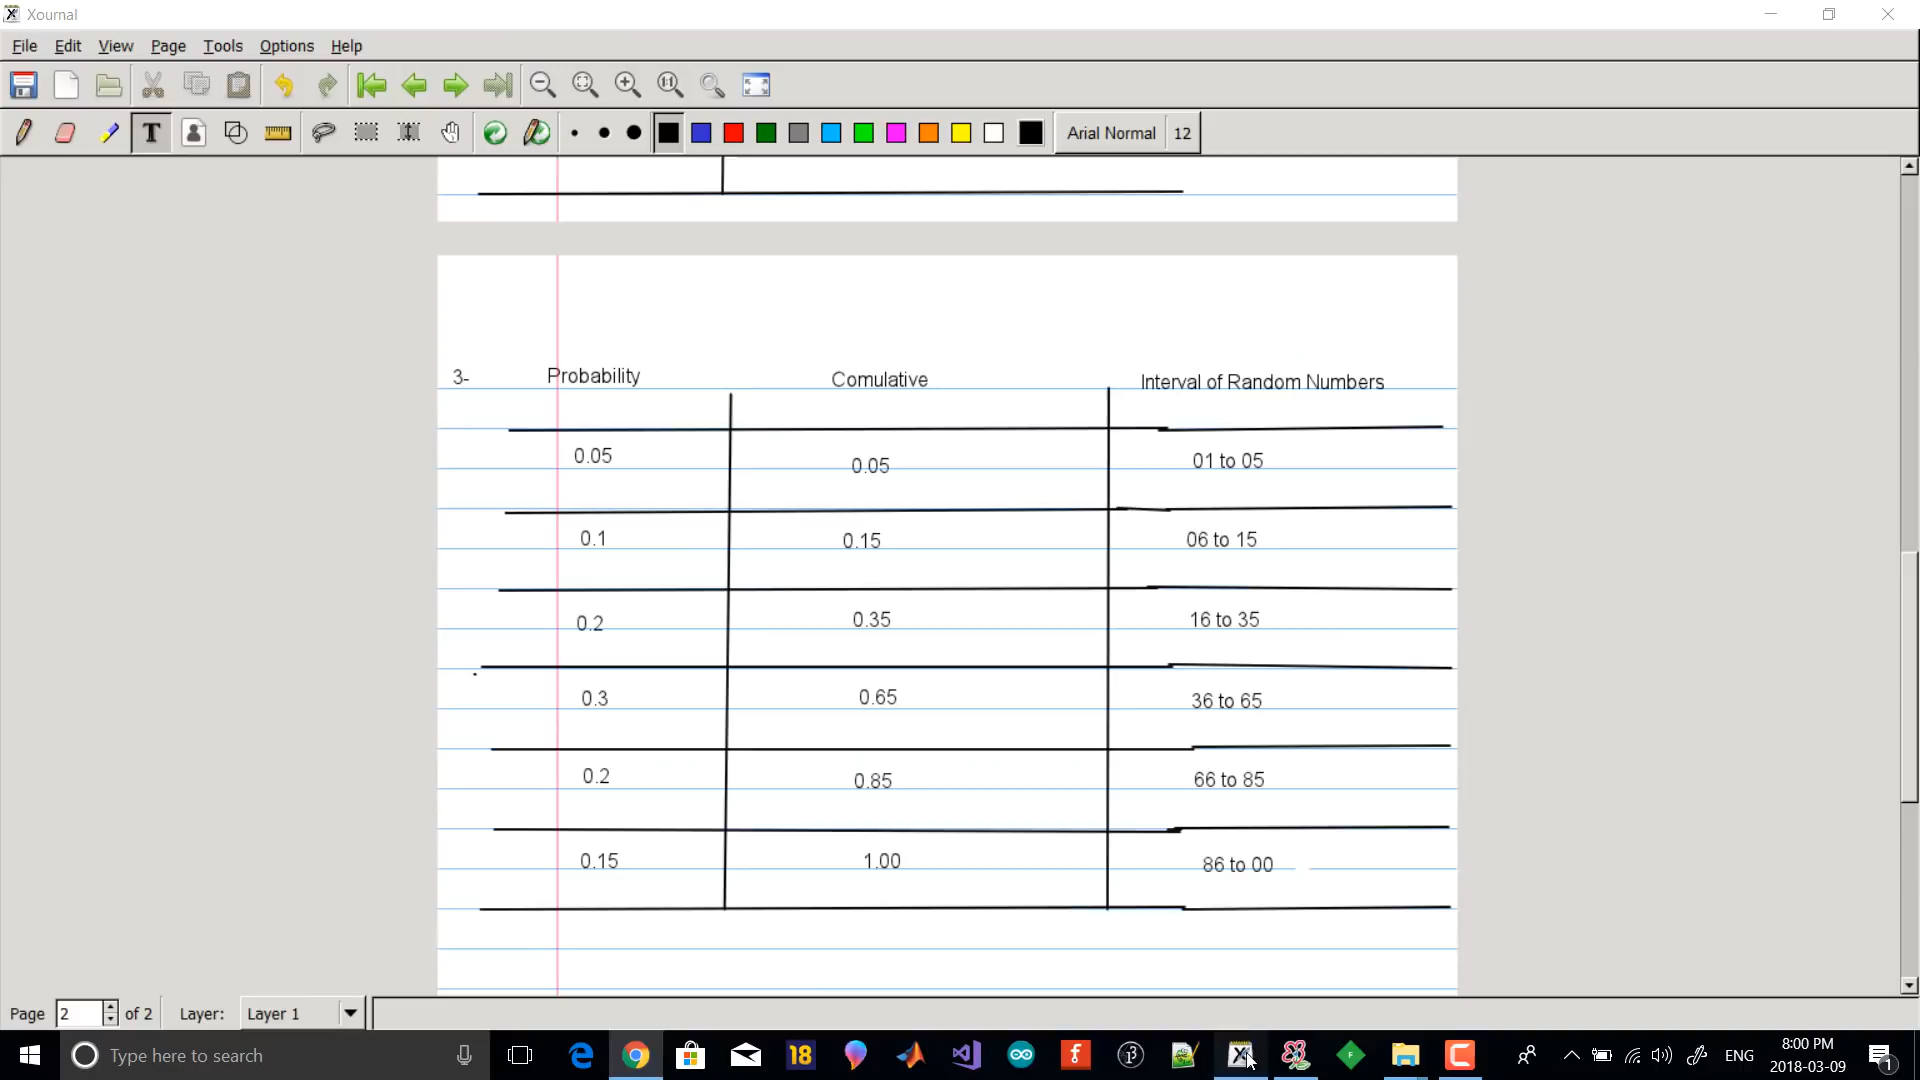 Xournal
File Edit View Page Tools Options Help
Arial Normal 12
3- Probability Comulative Interval of Random Numbers
0.05 0.05 01 to 05
0.1 0.15 06 to 15
0.2 0.35 16 to 35
0.3 0.65 36 to 65
0.2 0.85 66 to 85
0.15 1.00 86 to 00
Page 2 of 2 Layer: Layer 1
Type here to search 18 ENG 8:00 PM
2018-03-09 1